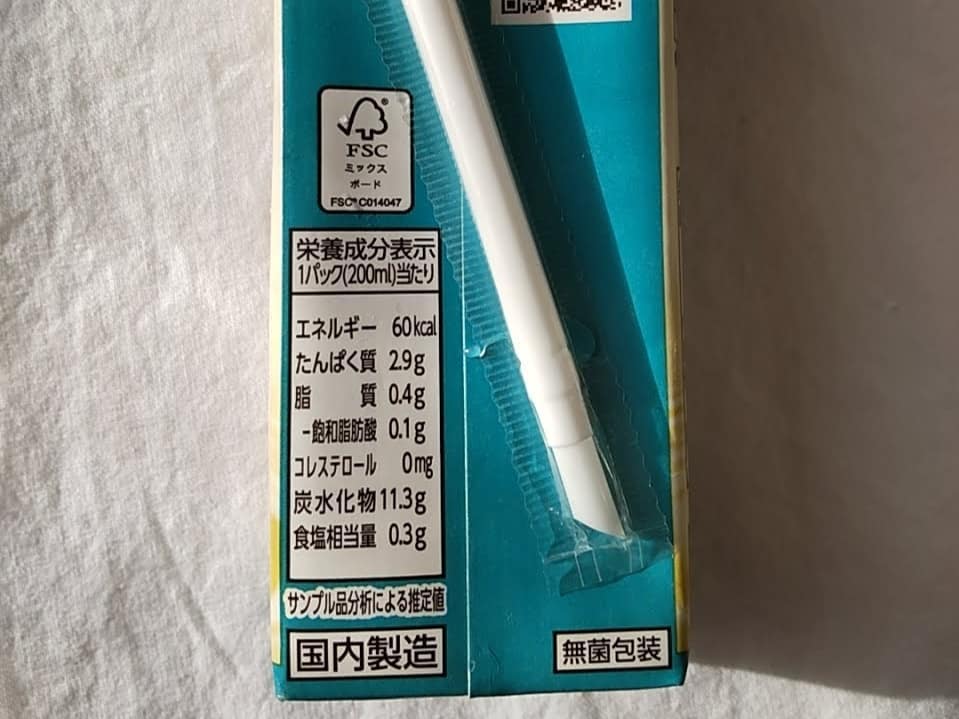 FSC®
ミックス
ボード
FSC® C014047
栄養成分表示
1パック(200ml)当たり
エネルギー 60kcal
たんぱく質 2.9g
脂 質 0.4g
-飽和脂肪酸 0.1g
コレステロール 0mg
炭水化物 11.3g
食塩相当量 0.3g
サンプル品分析による推定値
国内製造
無菌包装